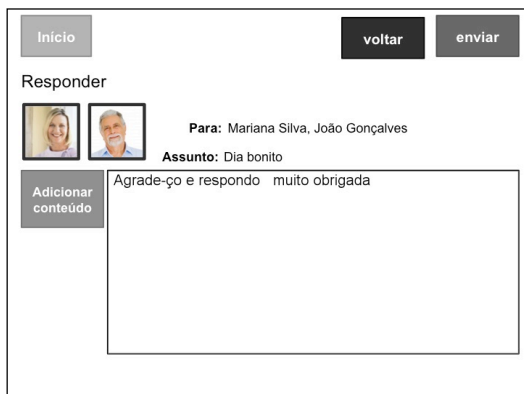 Início
voltar
enviar
Responder
Para: Mariana Silva, João Gonçalves
Assunto: Dia bonito
Adicionar
conteúdo
Agrade-ço e respondo muito obrigada